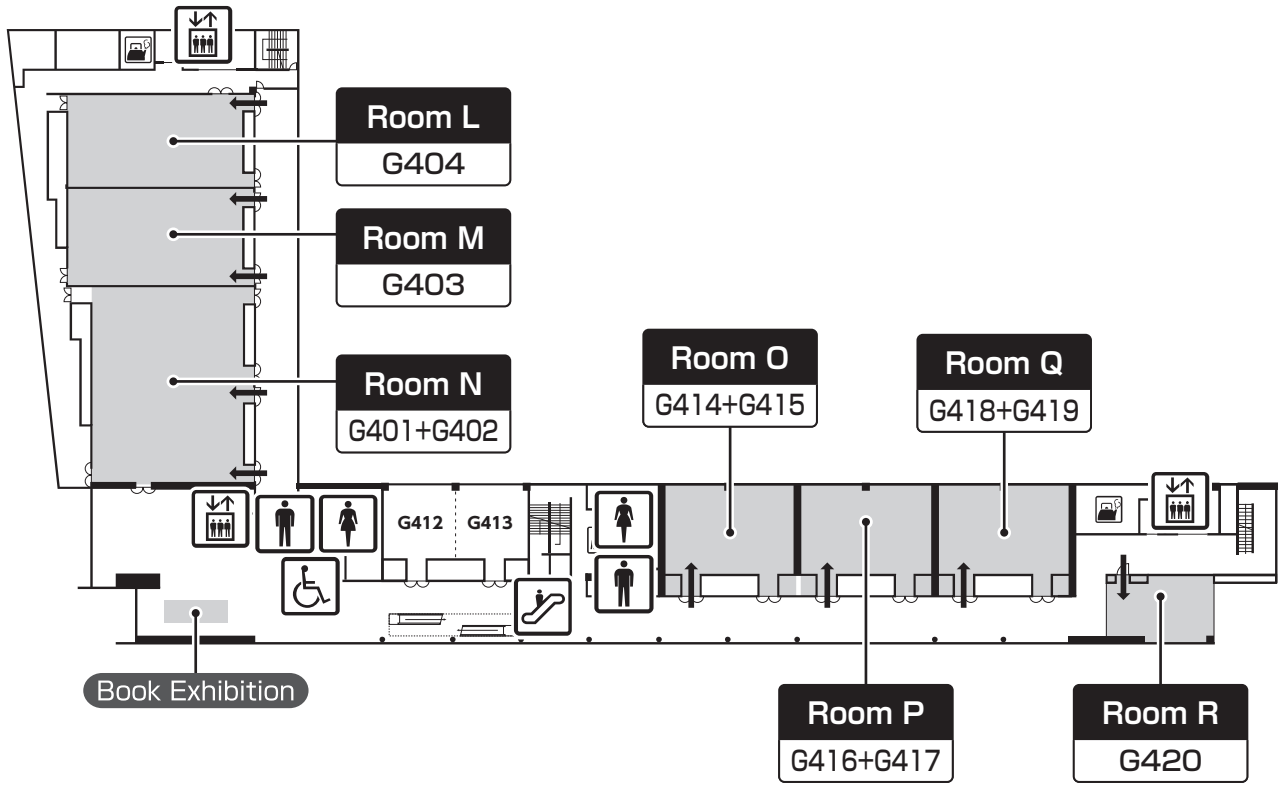 Room L
G404
Room M
G403
Room N
G401+G402
Room O
G414+G415
Room Q
G418+G419
G412
G413
Book Exhibition
Room P
G416+G417
Room R
G420